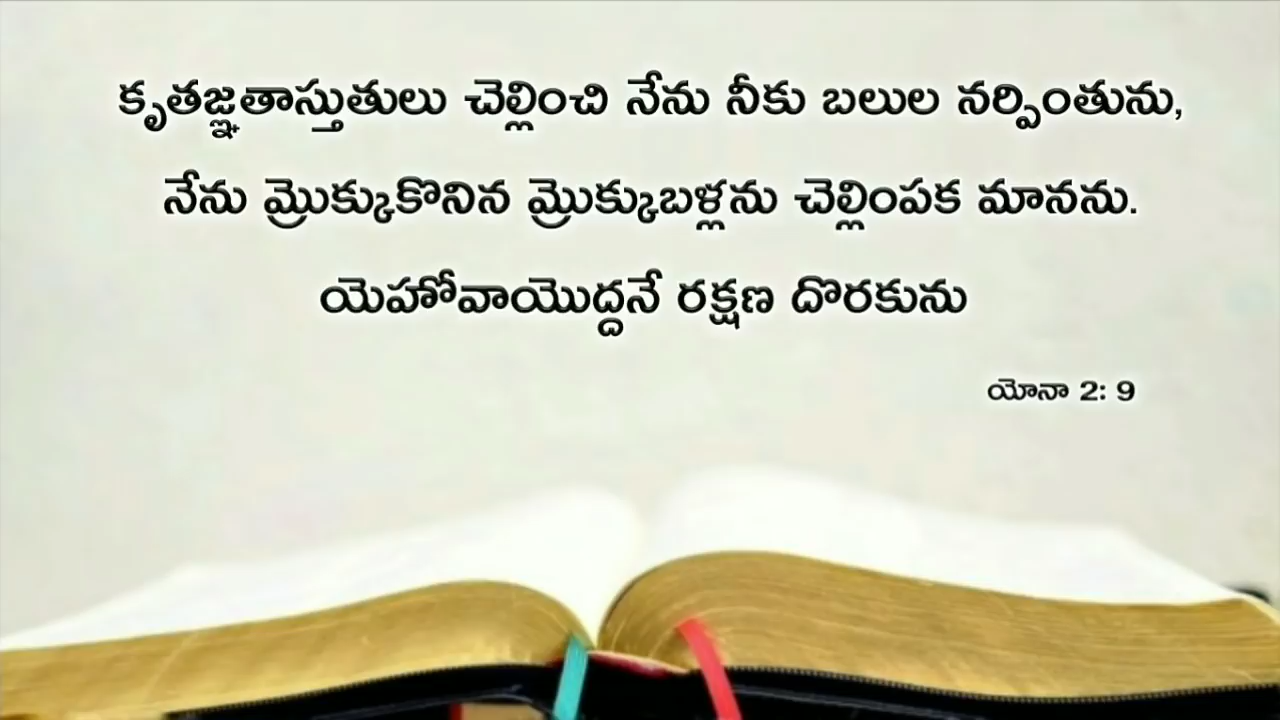 కృతజ్ఞతాస్తుతులు చెల్లించి నేను నీకు బలుల నర్పింతును,
నేను మ్రొక్కుకొనిన మ్రొక్కుబళ్లను చెల్లింపక మానను.
యెహోవాయొద్దనే రక్షణ దొరకును
యోనా 2: 9